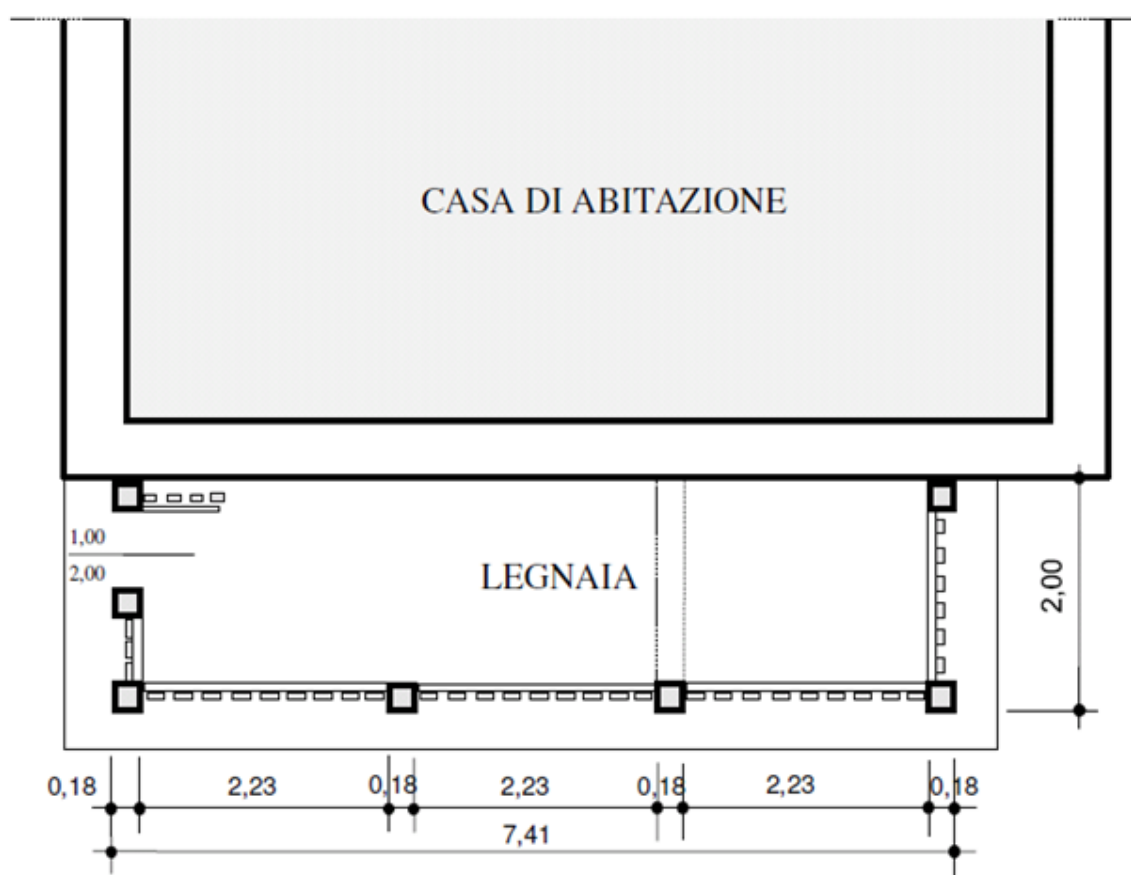 CASA DI ABITAZIONE
1,00
2,00
LEGNAIA
2,00
0,18 2,23 0,18 2,23 0,18 2,23 0,18
7,41